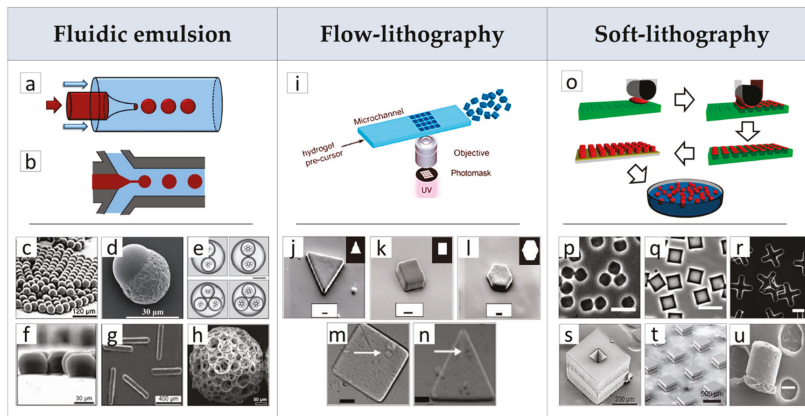 Fluidic emulsion
Flow-lithography
Soft-lithography
a
b
c
120 μm
d
30 μm
e
f
30 μm
g
400 μm
h
50 μm
i
Microchannel
hydrogel
pre-cursor
Objective
Photomask
UV
j
k
l
m
n
o
p
q
r
s
200 μm
t
u